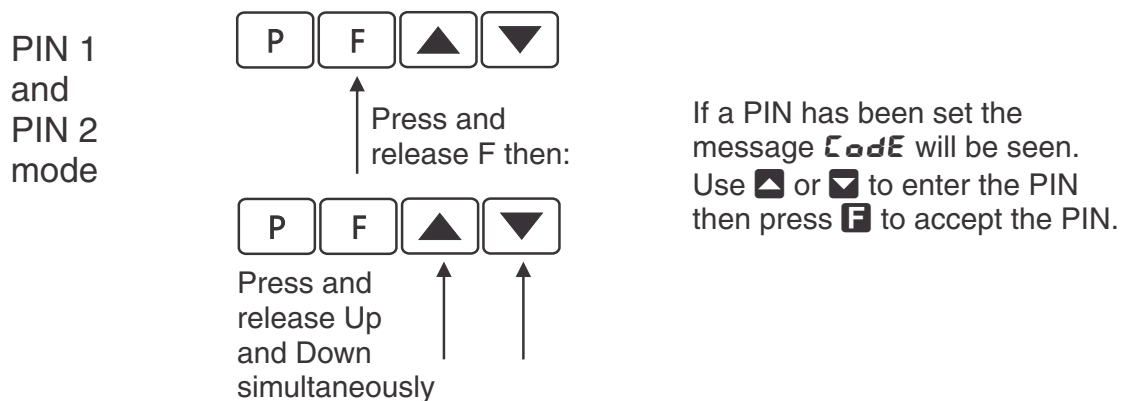 PIN 1
and
PIN 2
mode
P F ▲ ▼
Press and
release F then:
P F ▲ ▼
Press and
release Up
and Down
simultaneously
If a PIN has been set the
message CodE will be seen.
Use ▲ or ▼ to enter the PIN
then press F to accept the PIN.